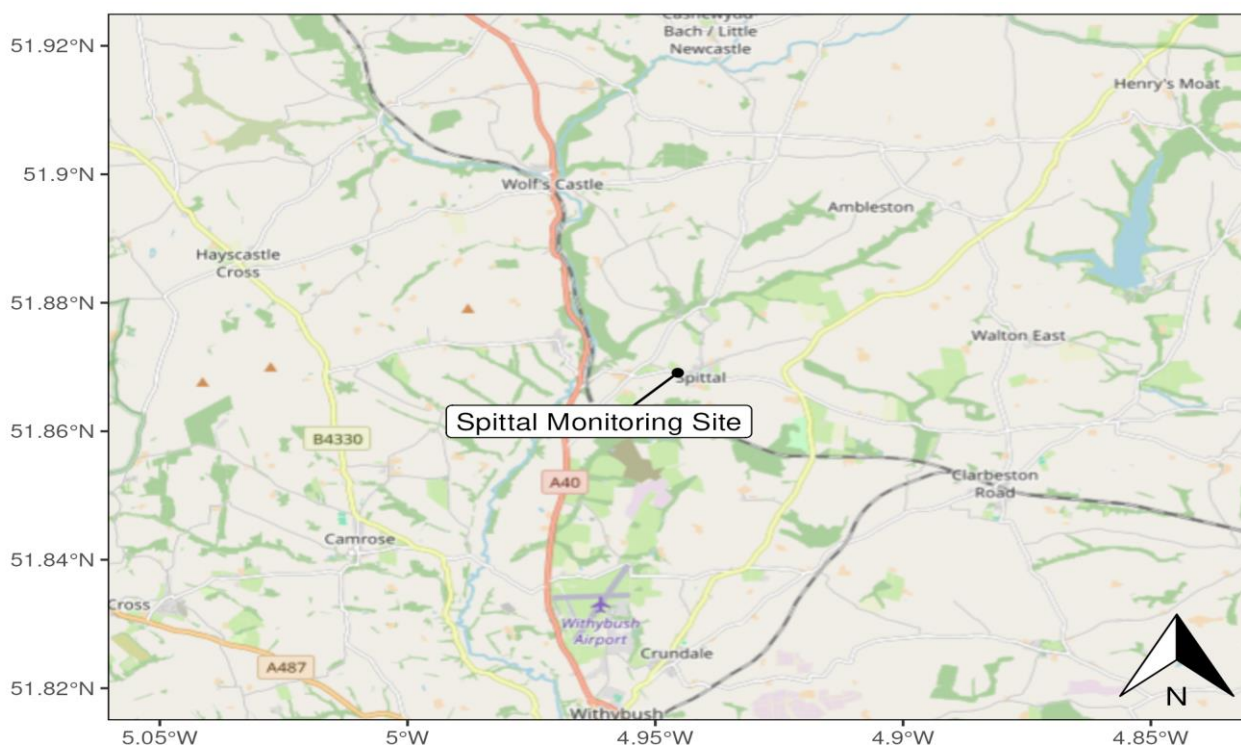 51.92°N
51.9°N
51.88°N
51.86°N
51.84°N
51.82°N
Bach / Little
Newcastle
Henry's Moat
Wolf's Castle
Ambleston
Hayscastle
Cross
Walton East
Spittal
Spittal Monitoring Site
B4330
A40
Clarbeston
Road
Camrose
Cross
Withybush
Airport
Crundale
A487
Withybush
N
5.05°W
5°W
4.95°W
4.9°W
4.85°W